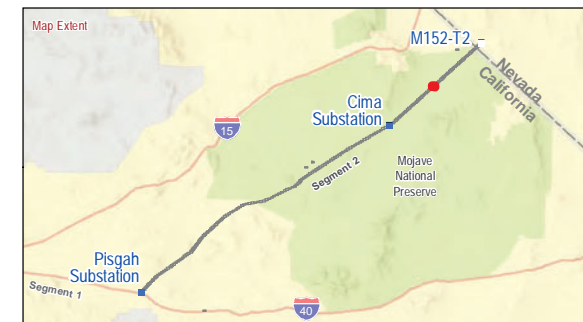 Map Extent
M152-T2
Nevada
California
Cima
Substation
15
Mojave
National
Preserve
Segment 2
Pisgah
Substation
Segment 1
40